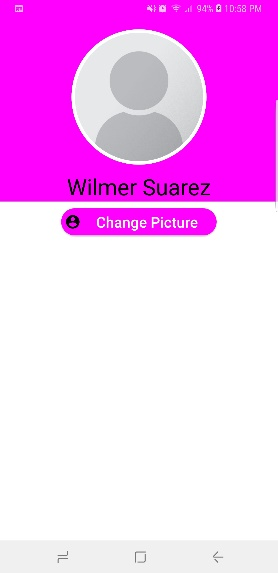 94% 10:58 PM
Wilmer Suarez
Change Picture